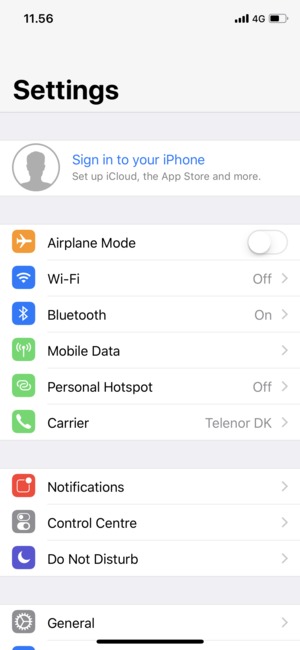 11.56
4G
Settings
Sign in to your iPhone
Set up iCloud, the App Store and more.
Airplane Mode
Wi-Fi
Off
Bluetooth
On
Mobile Data
Personal Hotspot
Off
Carrier
Telenor DK
Notifications
Control Centre
Do Not Disturb
General